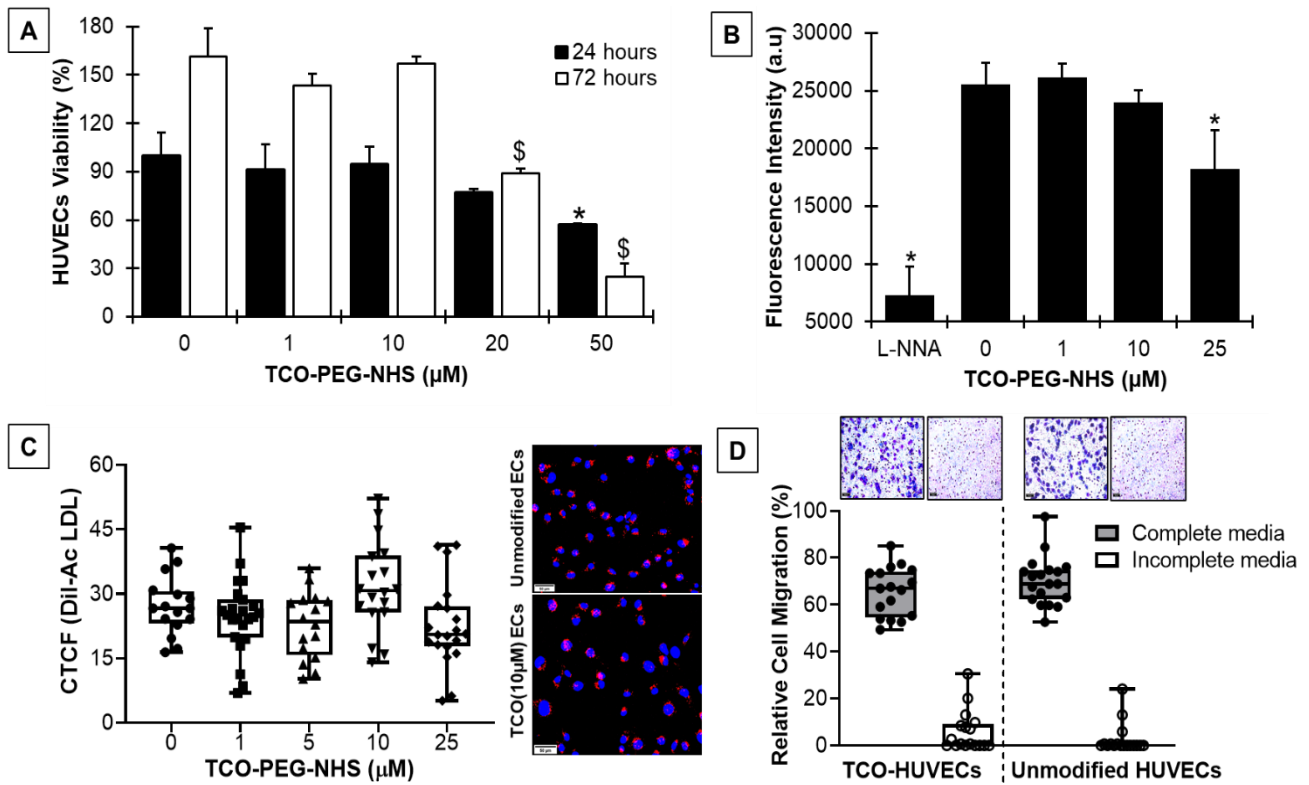 A
HUVECs Viability (%)
180
150
120
90
60
30
0
24 hours
72 hours
$
*
$
0 1 10 20 50
TCO-PEG-NHS (µM)
B
Fluorescence Intensity (a.u)
30000
25000
20000
15000
10000
5000
*
*
L-NNA 0 1 10 25
TCO-PEG-NHS (µM)
C
CTCF (Dil-Ac LDL)
60
45
30
15
0
0 1 5 10 25
TCO-PEG-NHS (µM)
Unmodified ECs
TCO(10µM) ECs
D
Relative Cell Migration (%)
100
80
60
40
20
0
Complete media
Incomplete media
TCO-HUVECs Unmodified HUVECs